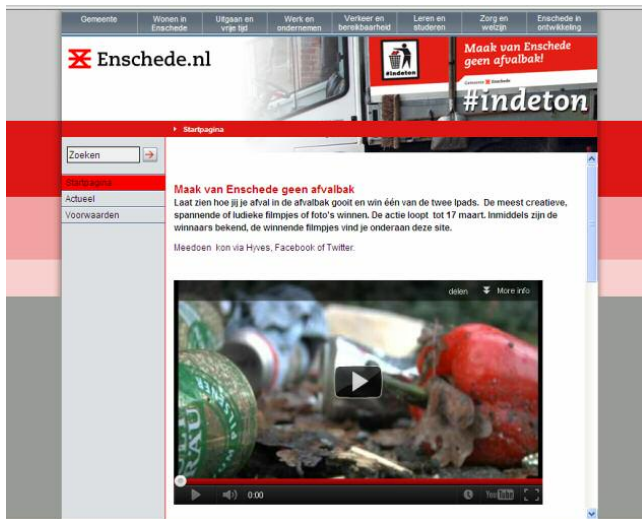 Gemeente
Wonen in Enschede
Uitgaan en vrije tijd
Werk en ondernemen
Verkeer en bereikbaarheid
Leren en studeren
Zorg en welzijn
Enschede in ontwikkeling
Enschede.nl
#indeton
Maak van Enschede
geen afvalbak!
Gemeente Enschede
#indeton
Startpagina
Zoeken
Startpagina
Actueel
Voorwaarden
Maak van Enschede geen afvalbak
Laat zien hoe jij je afval in de afvalbak gooit en win één van de twee Ipads. De meest creatieve,
spannende of ludieke filmpjes of foto's winnen. De actie loopt tot 17 maart. Inmiddels zijn de
winnaars bekend, de winnende filmpjes vind je onderaan deze site.
Meedoen kon via Hyves, Facebook of Twitter.
delen More info
0:00 YouTube